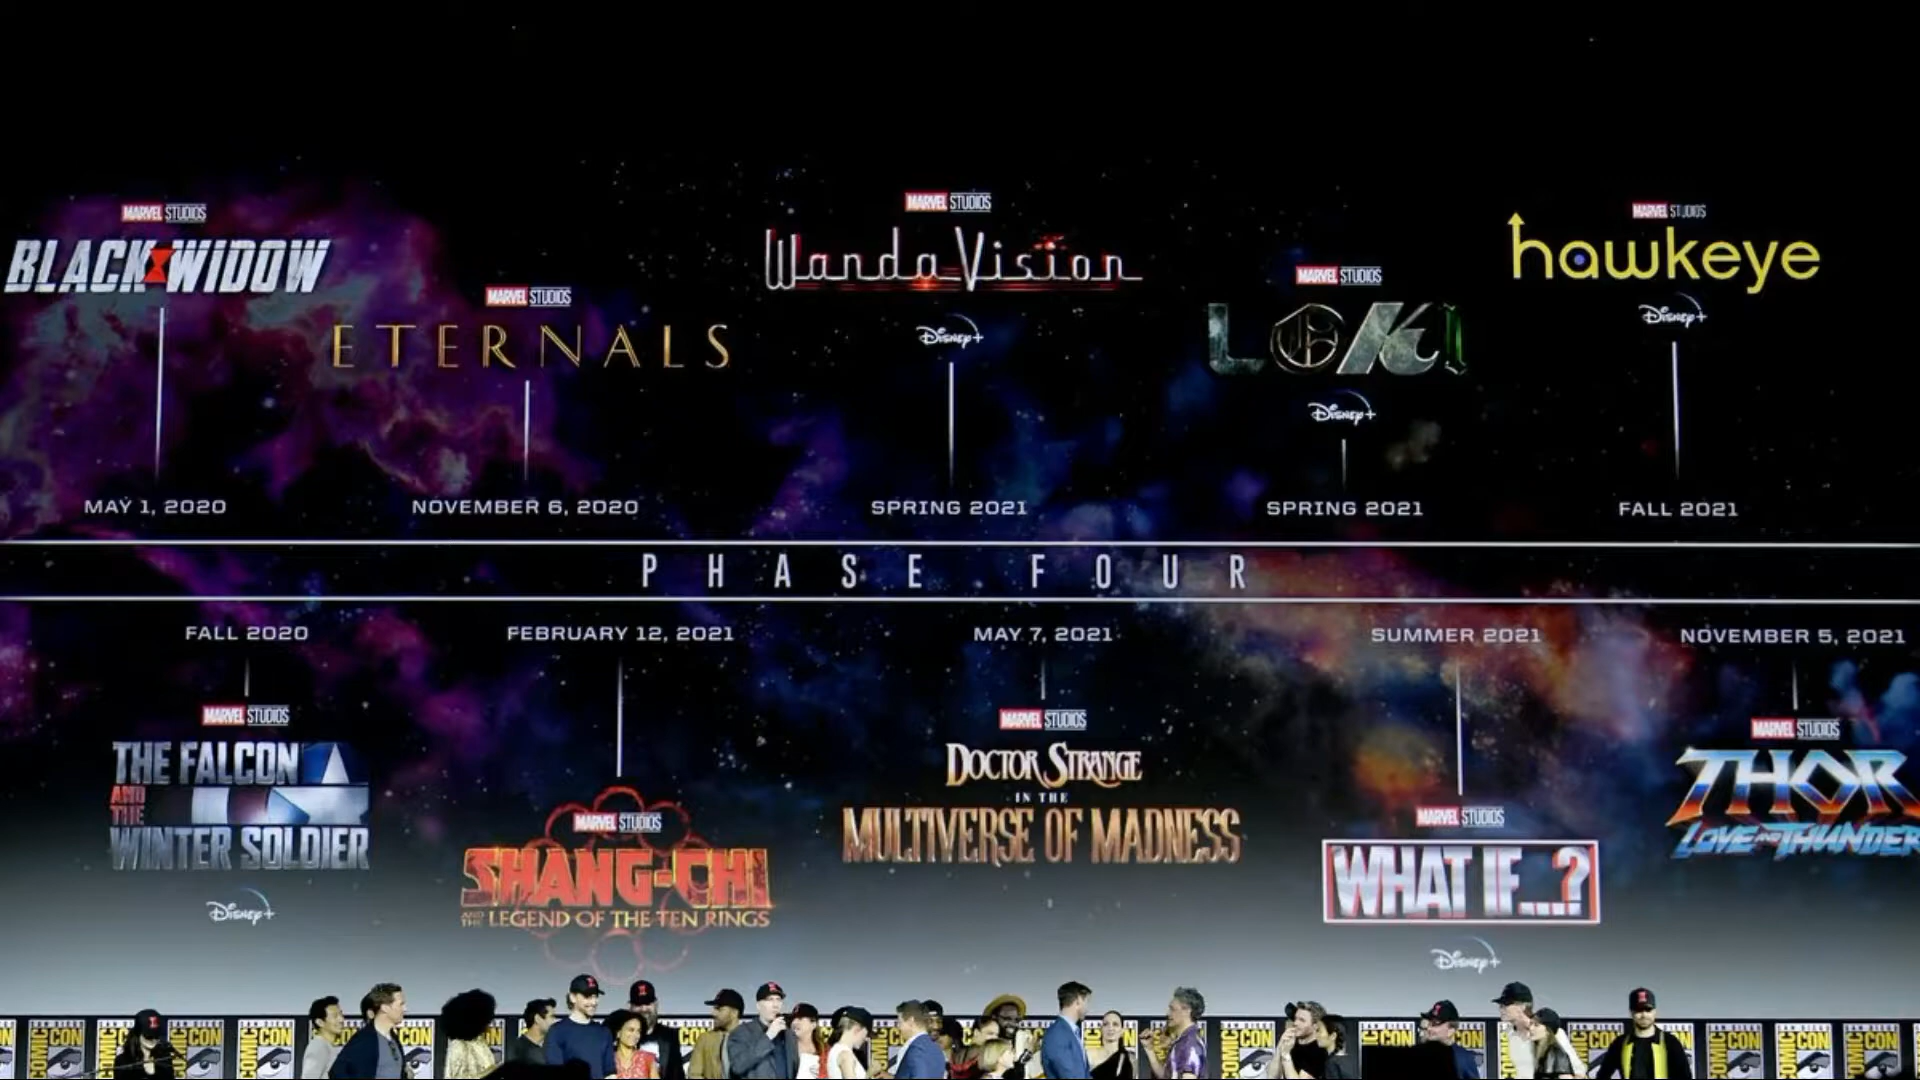 MARVEL STUDIOS
BLACK WIDOW
MAY 1, 2020
MARVEL STUDIOS
ETERNALS
NOVEMBER 6, 2020
MARVEL STUDIOS
WandaVision
Disney+
SPRING 2021
MARVEL STUDIOS
LOKI
Disney+
SPRING 2021
MARVEL STUDIOS
hawkeye
Disney+
FALL 2021
PHASE FOUR
FALL 2020
MARVEL STUDIOS
THE FALCON
AND
THE
WINTER SOLDIER
Disney+
FEBRUARY 12, 2021
MARVEL STUDIOS
SHANG-CHI
AND THE LEGEND OF THE TEN RINGS
MAY 7, 2021
MARVEL STUDIOS
DOCTOR STRANGE
IN THE
MULTIVERSE OF MADNESS
SUMMER 2021
MARVEL STUDIOS
WHAT IF...?
Disney+
NOVEMBER 5, 2021
MARVEL STUDIOS
THOR
LOVE AND THUNDER
SAN DIEGO
COMIC CON